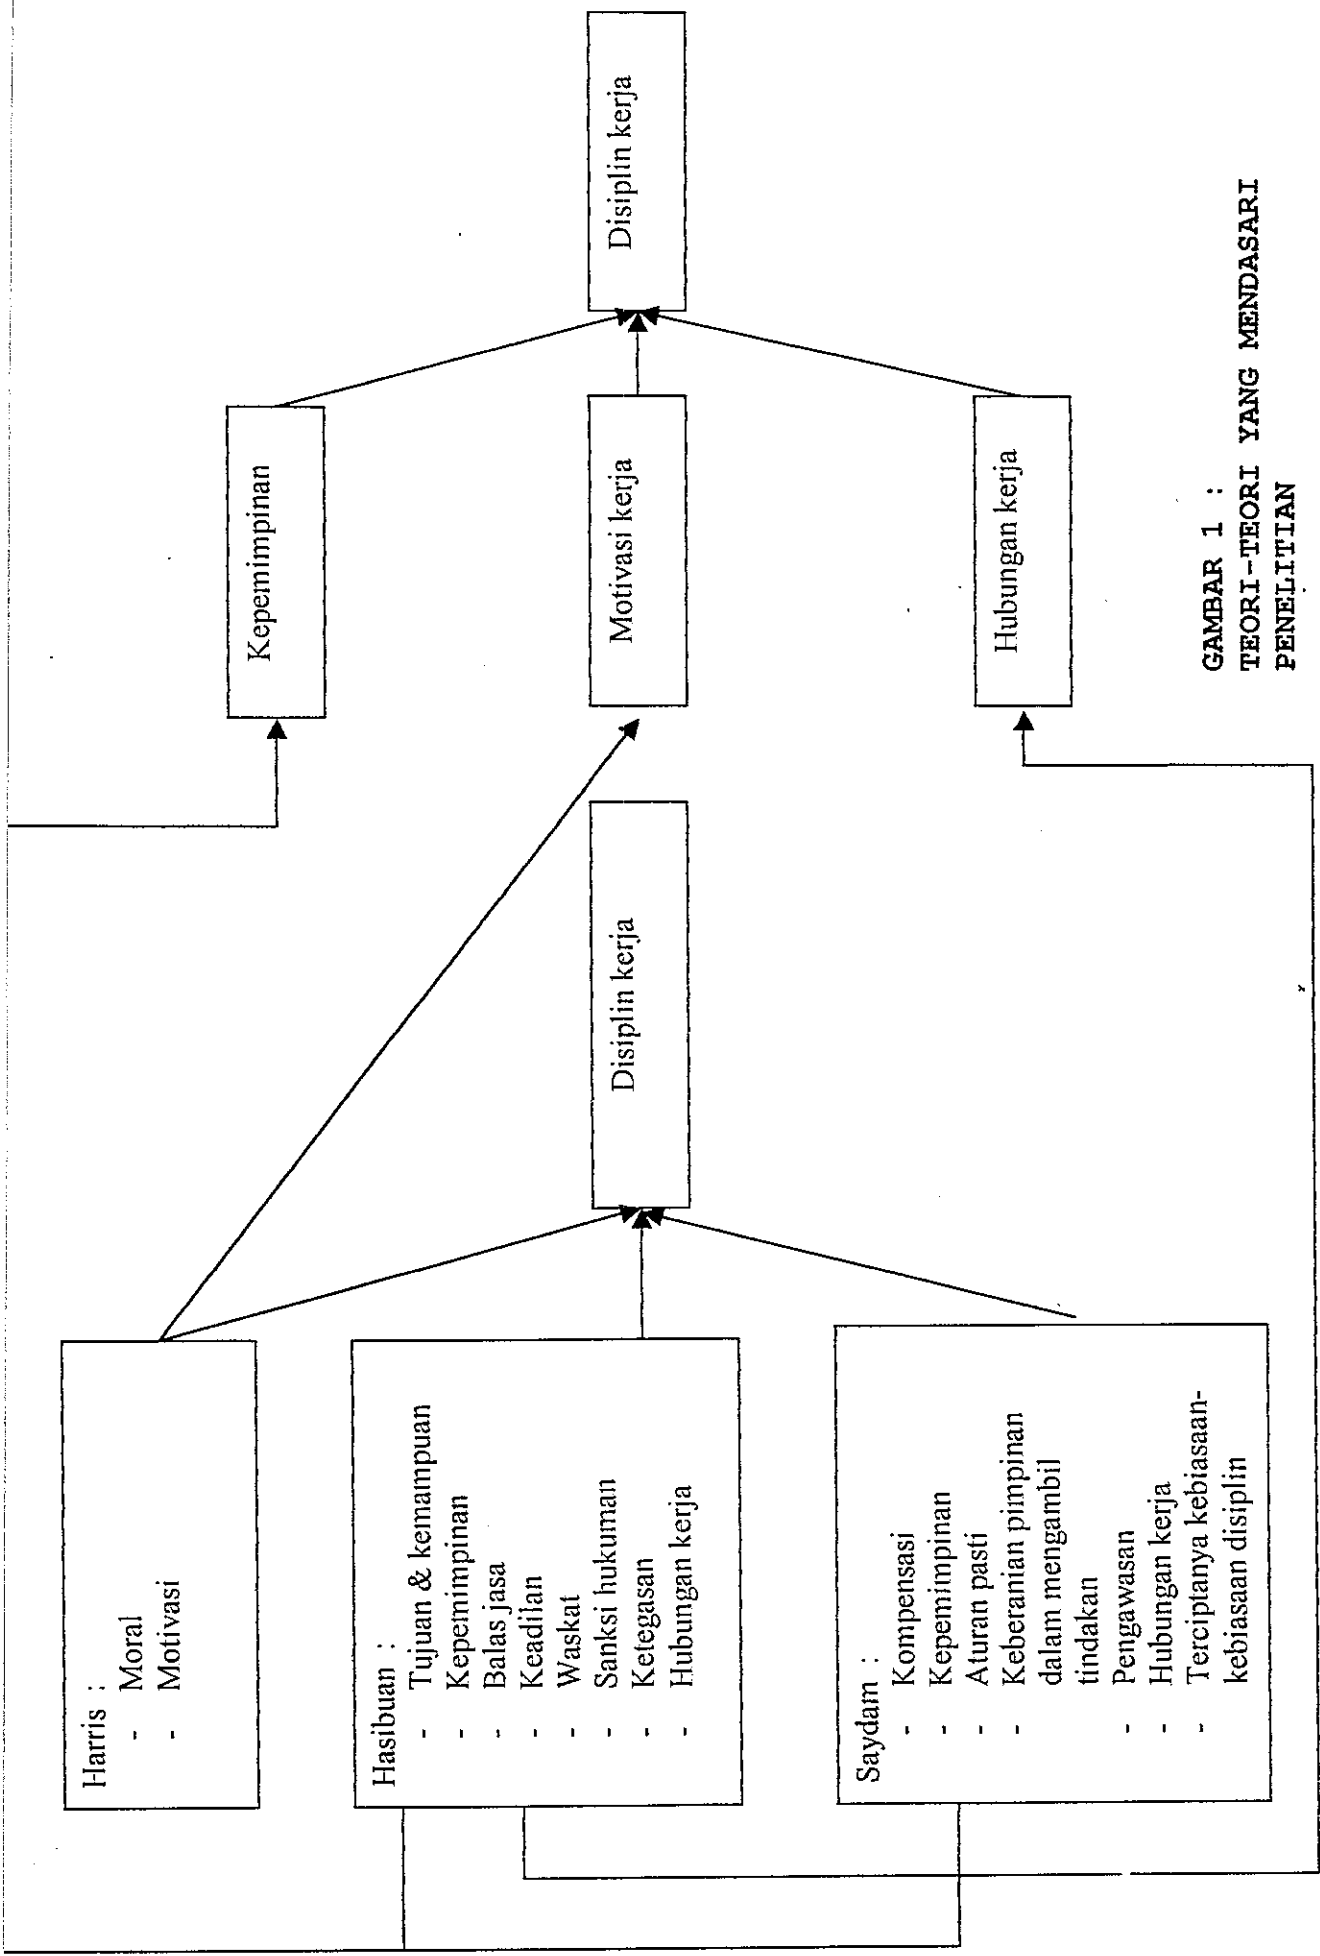 Harris :
- Moral
- Motivasi
Hasibuan :
- Tujuan & kemampuan
- Kepemimpinan
- Balas jasa
- Keadilan
- Waskat
- Sanksi hukuman
- Ketegasan
- Hubungan kerja
Saydam :
- Kompensasi
- Kepemimpinan
- Aturan pasti
- Keberanian pimpinan
dalam mengambil
tindakan
- Pengawasan
- Hubungan kerja
- Terciptanya kebiasaan-
kebiasaan disiplin
Disiplin kerja
Kepemimpinan
Motivasi kerja
Hubungan kerja
Disiplin kerja
GAMBAR 1 :
TEORI-TEORI YANG MENDASARI
PENELITIAN